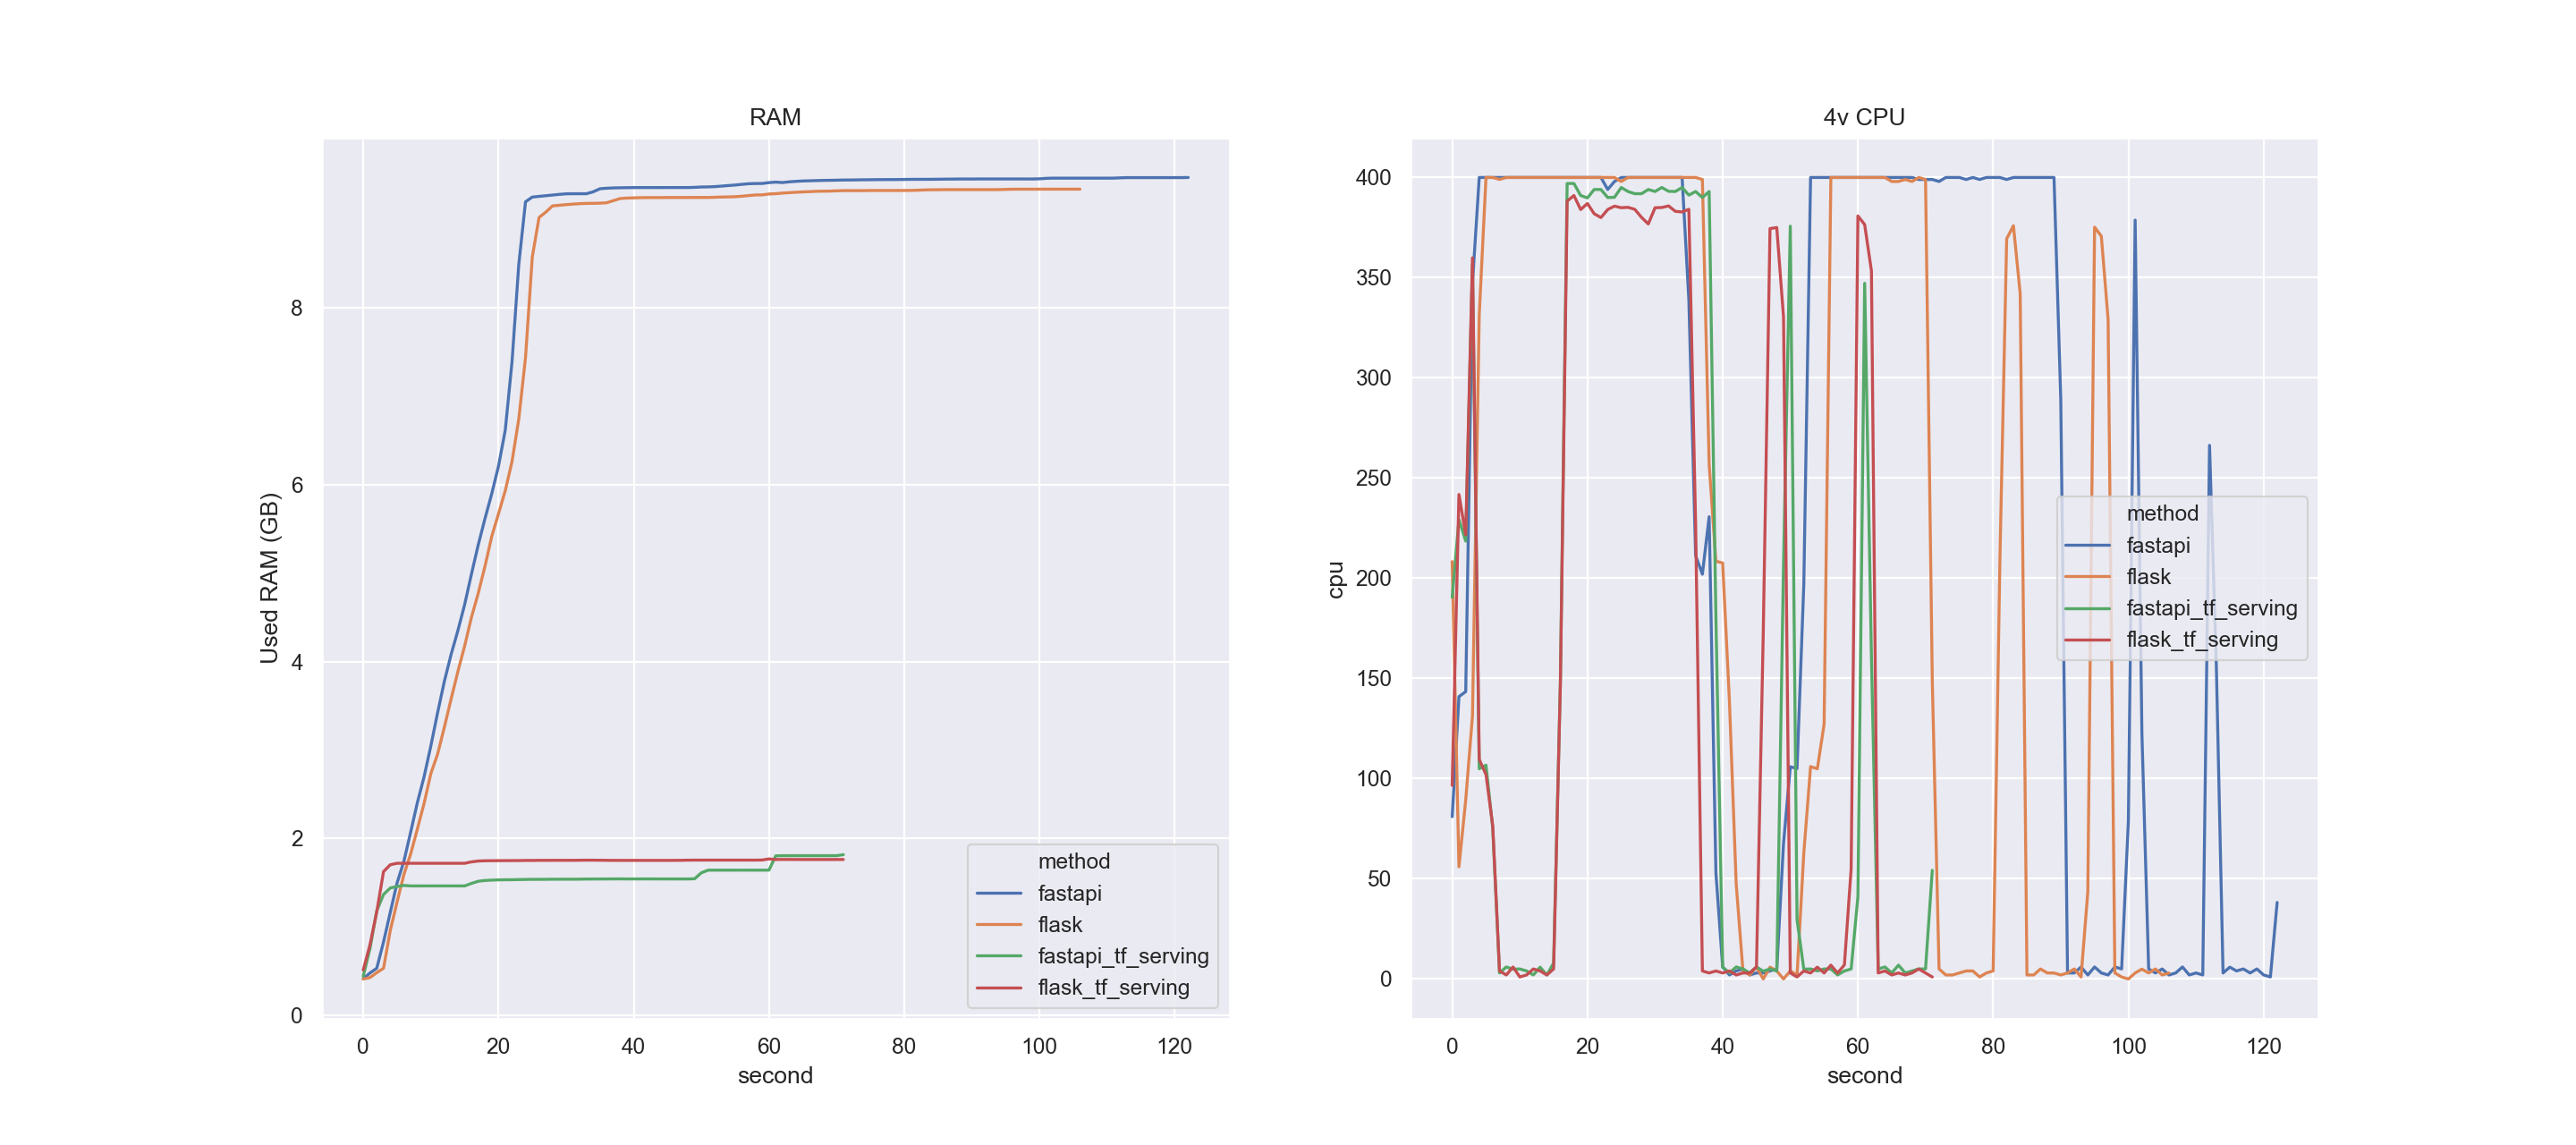 RAM
Used RAM (GB)
8
6
4
2
0
0 20 40 60 80 100 120
second
method
fastapi
flask
fastapi_tf_serving
flask_tf_serving
4v CPU
cpu
400
350
300
250
200
150
100
50
0
0 20 40 60 80 100 120
second
method
fastapi
flask
fastapi_tf_serving
flask_tf_serving